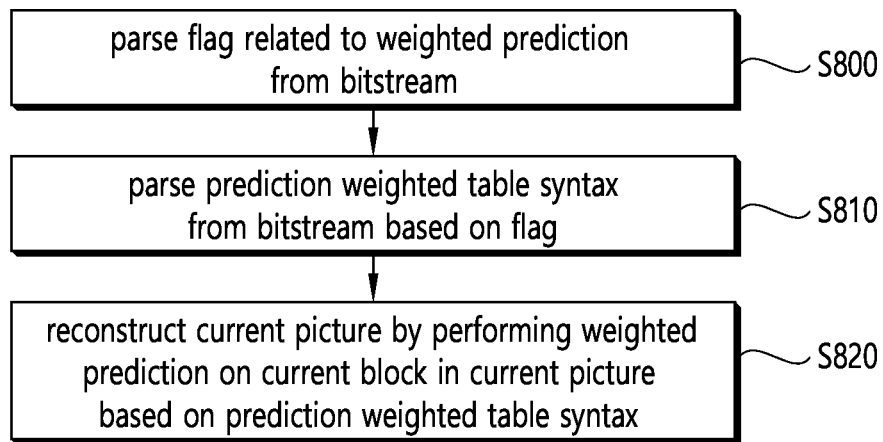 parse flag related to weighted prediction
from bitstream
S800
parse prediction weighted table syntax
from bitstream based on flag
S810
reconstruct current picture by performing weighted
prediction on current block in current picture
based on prediction weighted table syntax
S820